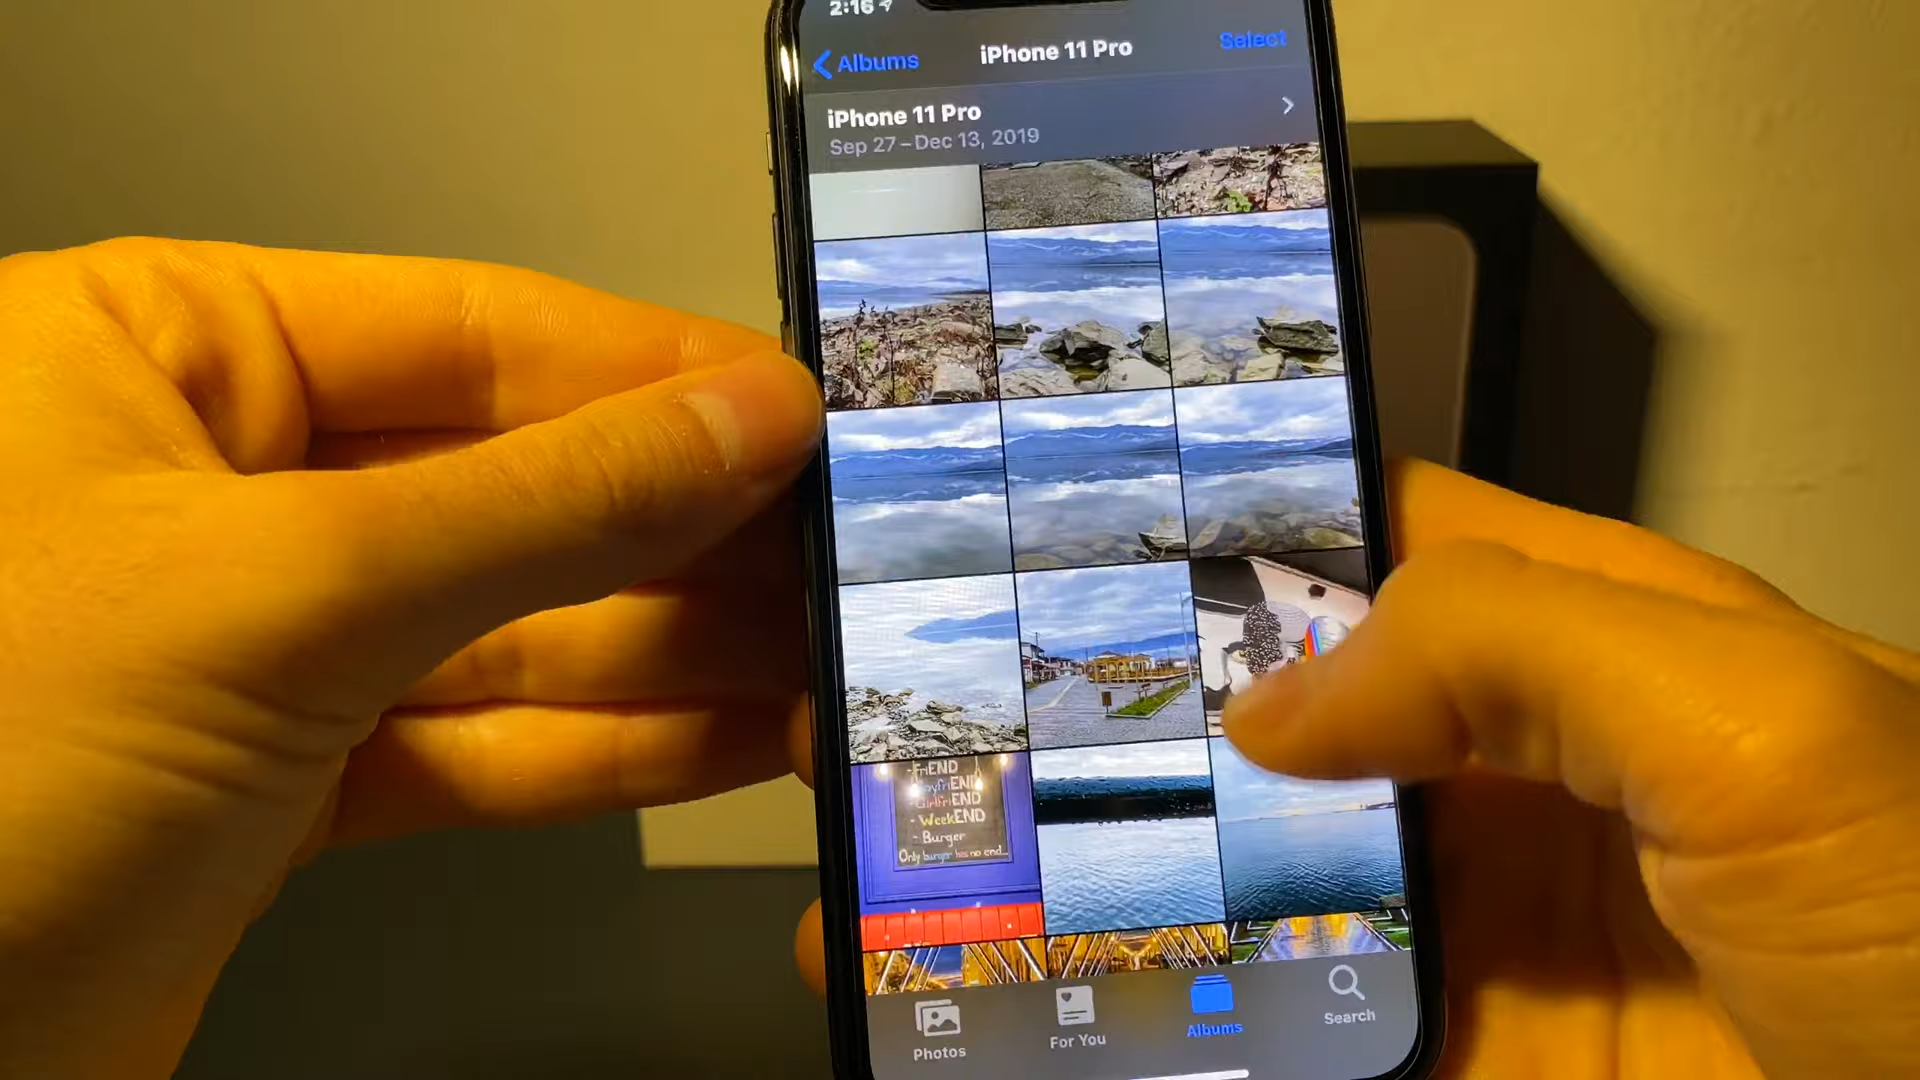 2:16
Albums
iPhone 11 Pro
Select
iPhone 11 Pro
Sep 27 – Dec 13, 2019
- FriEND
- BoyfriEND
- GirlfriEND
- WeekEND
- Burger
Only burger has no end...
Photos
For You
Albums
Search